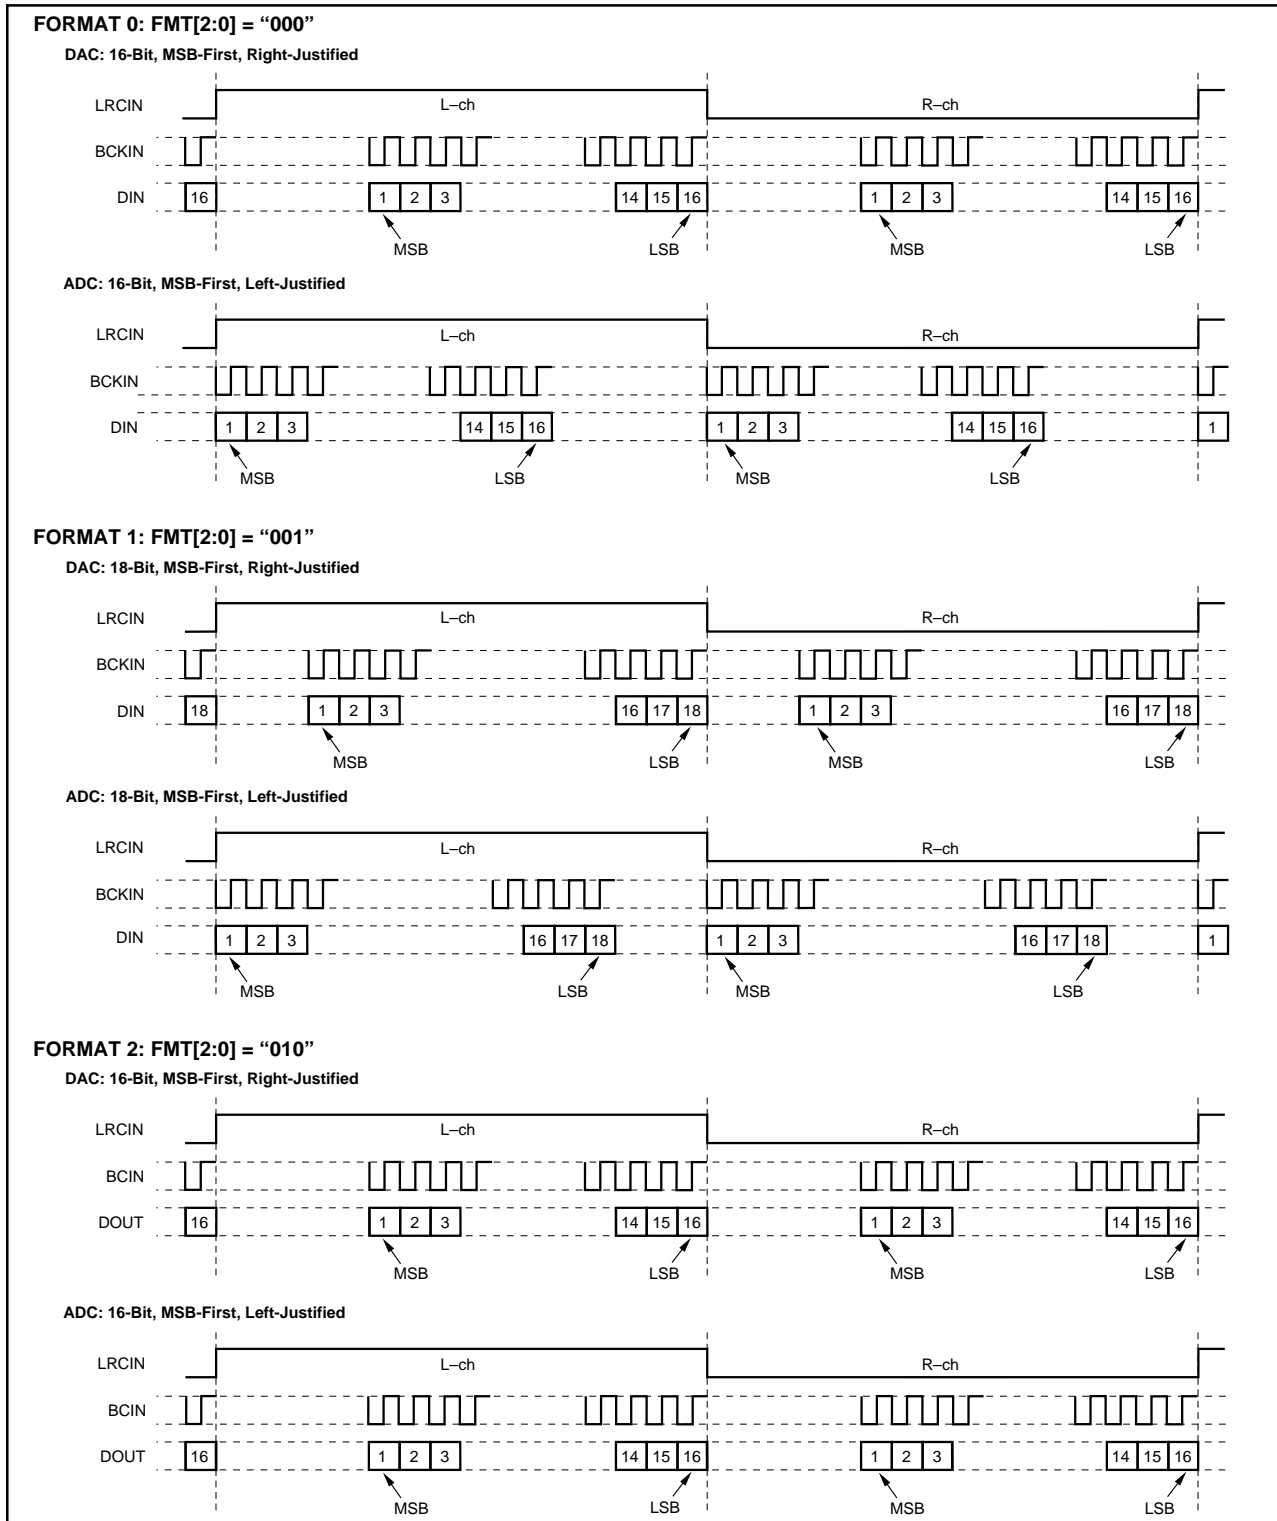 FORMAT 0: FMT[2:0] = “000”
DAC: 16-Bit, MSB-First, Right-Justified
LRCIN L–ch R–ch
BCKIN
DIN 16 1 2 3 14 15 16 1 2 3 14 15 16
MSB LSB MSB LSB
ADC: 16-Bit, MSB-First, Left-Justified
LRCIN L–ch R–ch
BCKIN
DIN 1 2 3 14 15 16 1 2 3 14 15 16 1
MSB LSB MSB LSB
FORMAT 1: FMT[2:0] = “001”
DAC: 18-Bit, MSB-First, Right-Justified
LRCIN L–ch R–ch
BCKIN
DIN 18 1 2 3 16 17 18 1 2 3 16 17 18
MSB LSB MSB LSB
ADC: 18-Bit, MSB-First, Left-Justified
LRCIN L–ch R–ch
BCKIN
DIN 1 2 3 16 17 18 1 2 3 16 17 18 1
MSB LSB MSB LSB
FORMAT 2: FMT[2:0] = “010”
DAC: 16-Bit, MSB-First, Right-Justified
LRCIN L–ch R–ch
BCIN
DOUT 16 1 2 3 14 15 16 1 2 3 14 15 16
MSB LSB MSB LSB
ADC: 16-Bit, MSB-First, Left-Justified
LRCIN L–ch R–ch
BCIN
DOUT 16 1 2 3 14 15 16 1 2 3 14 15 16
MSB LSB MSB LSB